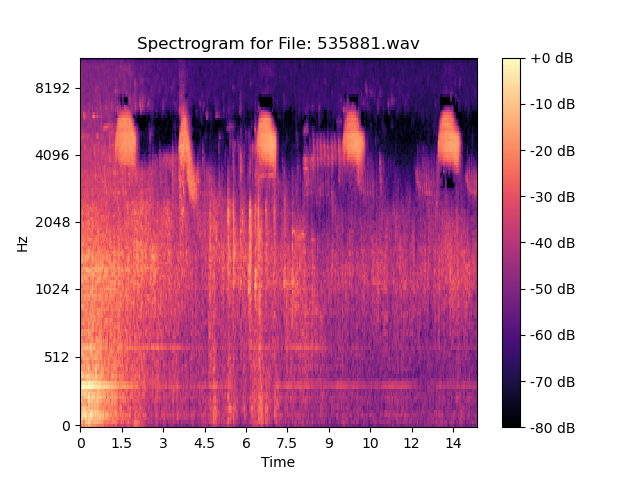 Spectrogram for File: 535881.wav
Hz
8192
4096
2048
1024
512
0
0 1.5 3 4.5 6 7.5 9 10 12 14
Time
+0 dB
-10 dB
-20 dB
-30 dB
-40 dB
-50 dB
-60 dB
-70 dB
-80 dB